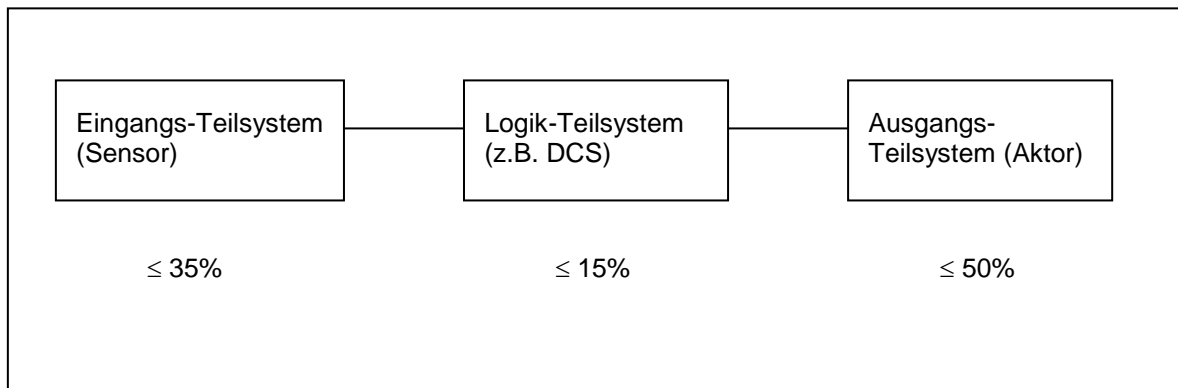 Eingangs-Teilsystem
(Sensor)
Logik-Teilsystem
(z.B. DCS)
Ausgangs-
Teilsystem (Aktor)
≤ 35%
≤ 15%
≤ 50%